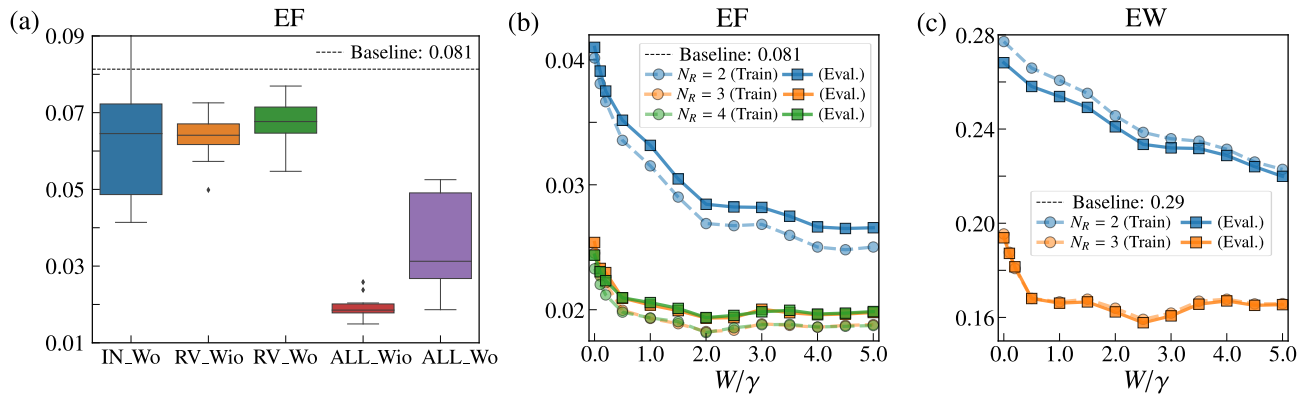 (a)
EF
0.09
0.07
0.05
0.03
0.01
Baseline: 0.081
IN_Wo
RV_Wio
RV_Wo
ALL_Wio
ALL_Wo
(b)
EF
0.04
0.03
0.02
Baseline: 0.081
N_R = 2 (Train) (Eval.)
N_R = 3 (Train) (Eval.)
N_R = 4 (Train) (Eval.)
0.0 1.0 2.0 3.0 4.0 5.0
W/γ
(c)
EW
0.28
0.24
0.20
0.16
Baseline: 0.29
N_R = 2 (Train) (Eval.)
N_R = 3 (Train) (Eval.)
0.0 1.0 2.0 3.0 4.0 5.0
W/γ